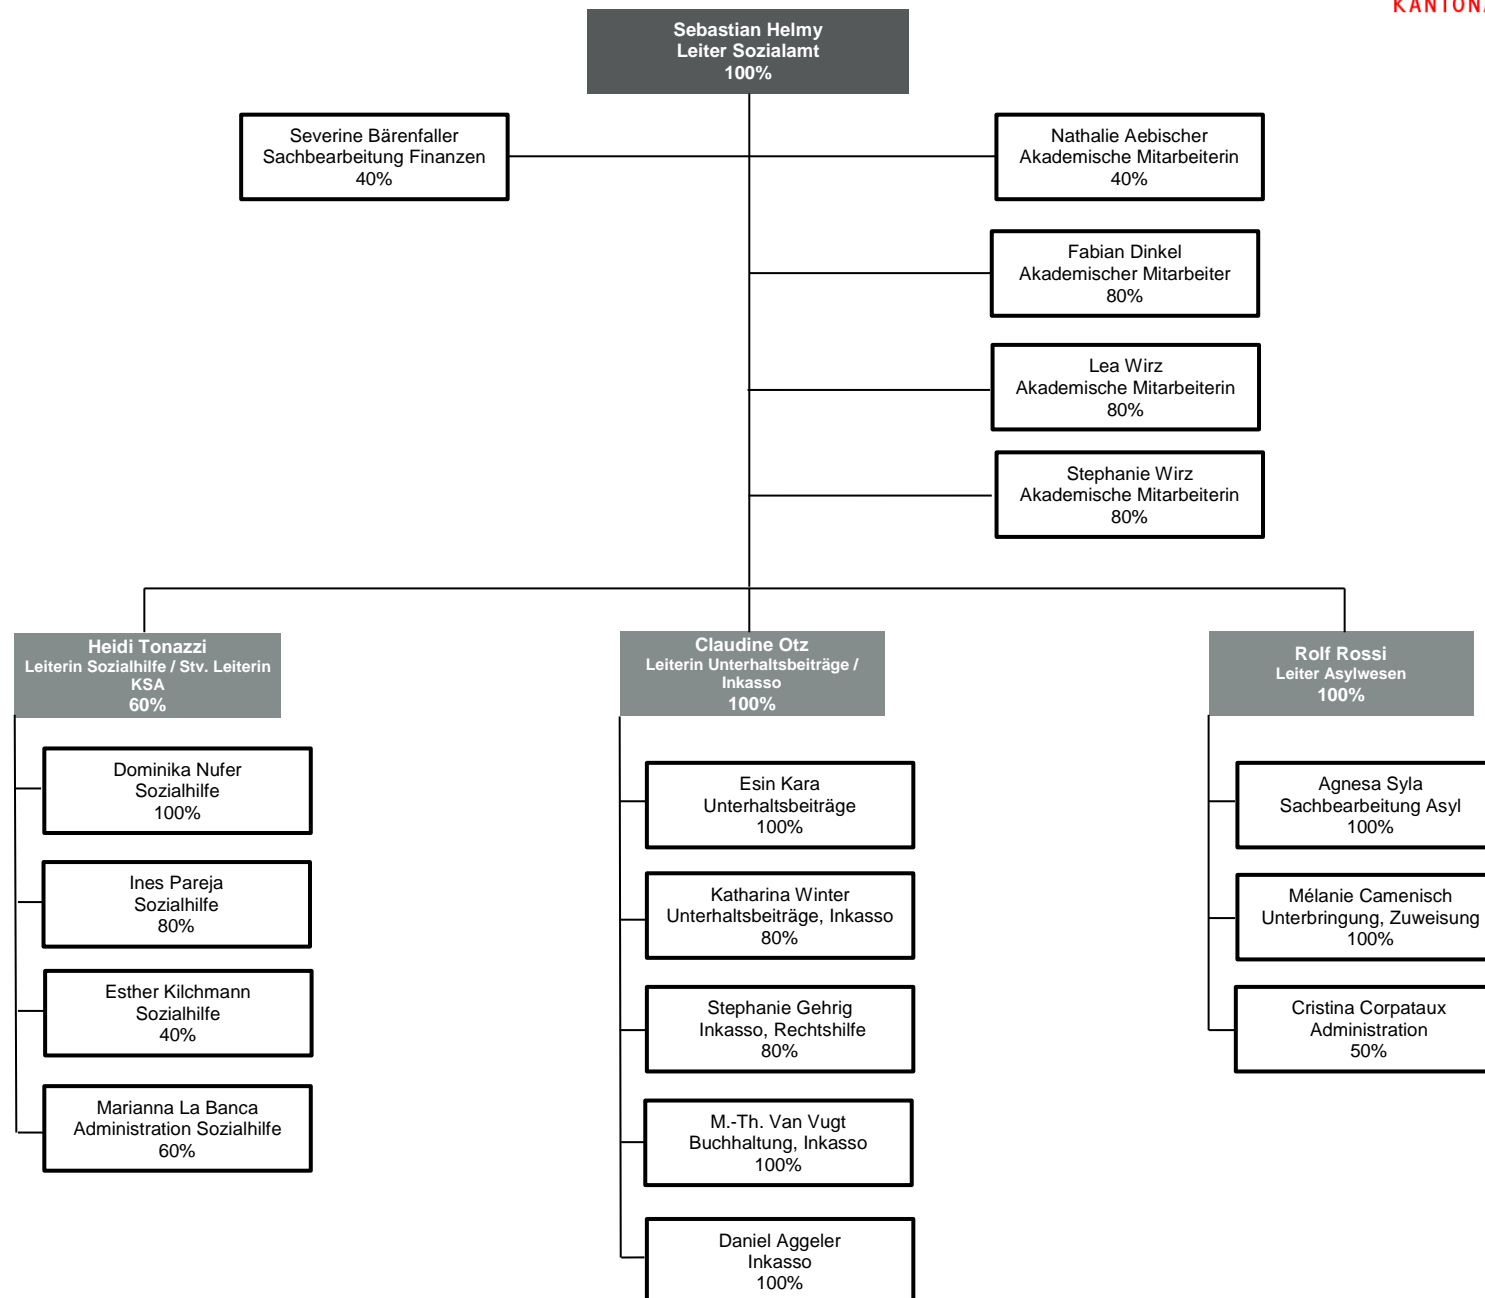 KANTONA
Sebastian Helmy
Leiter Sozialamt
100%
Severine Bärenfaller
Sachbearbeitung Finanzen
40%
Nathalie Aebischer
Akademische Mitarbeiterin
40%
Fabian Dinkel
Akademischer Mitarbeiter
80%
Lea Wirz
Akademische Mitarbeiterin
80%
Stephanie Wirz
Akademische Mitarbeiterin
80%
Heidi Tonazzi
Leiterin Sozialhilfe / Stv. Leiterin
KSA
60%
Dominika Nufer
Sozialhilfe
100%
Ines Pareja
Sozialhilfe
80%
Esther Kilchmann
Sozialhilfe
40%
Marianna La Banca
Administration Sozialhilfe
60%
Claudine Otz
Leiterin Unterhaltsbeiträge /
Inkasso
100%
Esin Kara
Unterhaltsbeiträge
100%
Katharina Winter
Unterhaltsbeiträge, Inkasso
80%
Stephanie Gehrig
Inkasso, Rechtshilfe
80%
M.-Th. Van Vugt
Buchhaltung, Inkasso
100%
Daniel Aggeler
Inkasso
100%
Rolf Rossi
Leiter Asylwesen
100%
Agnesa Syla
Sachbearbeitung Asyl
100%
Mélanie Camenisch
Unterbringung, Zuweisung
100%
Cristina Corpataux
Administration
50%